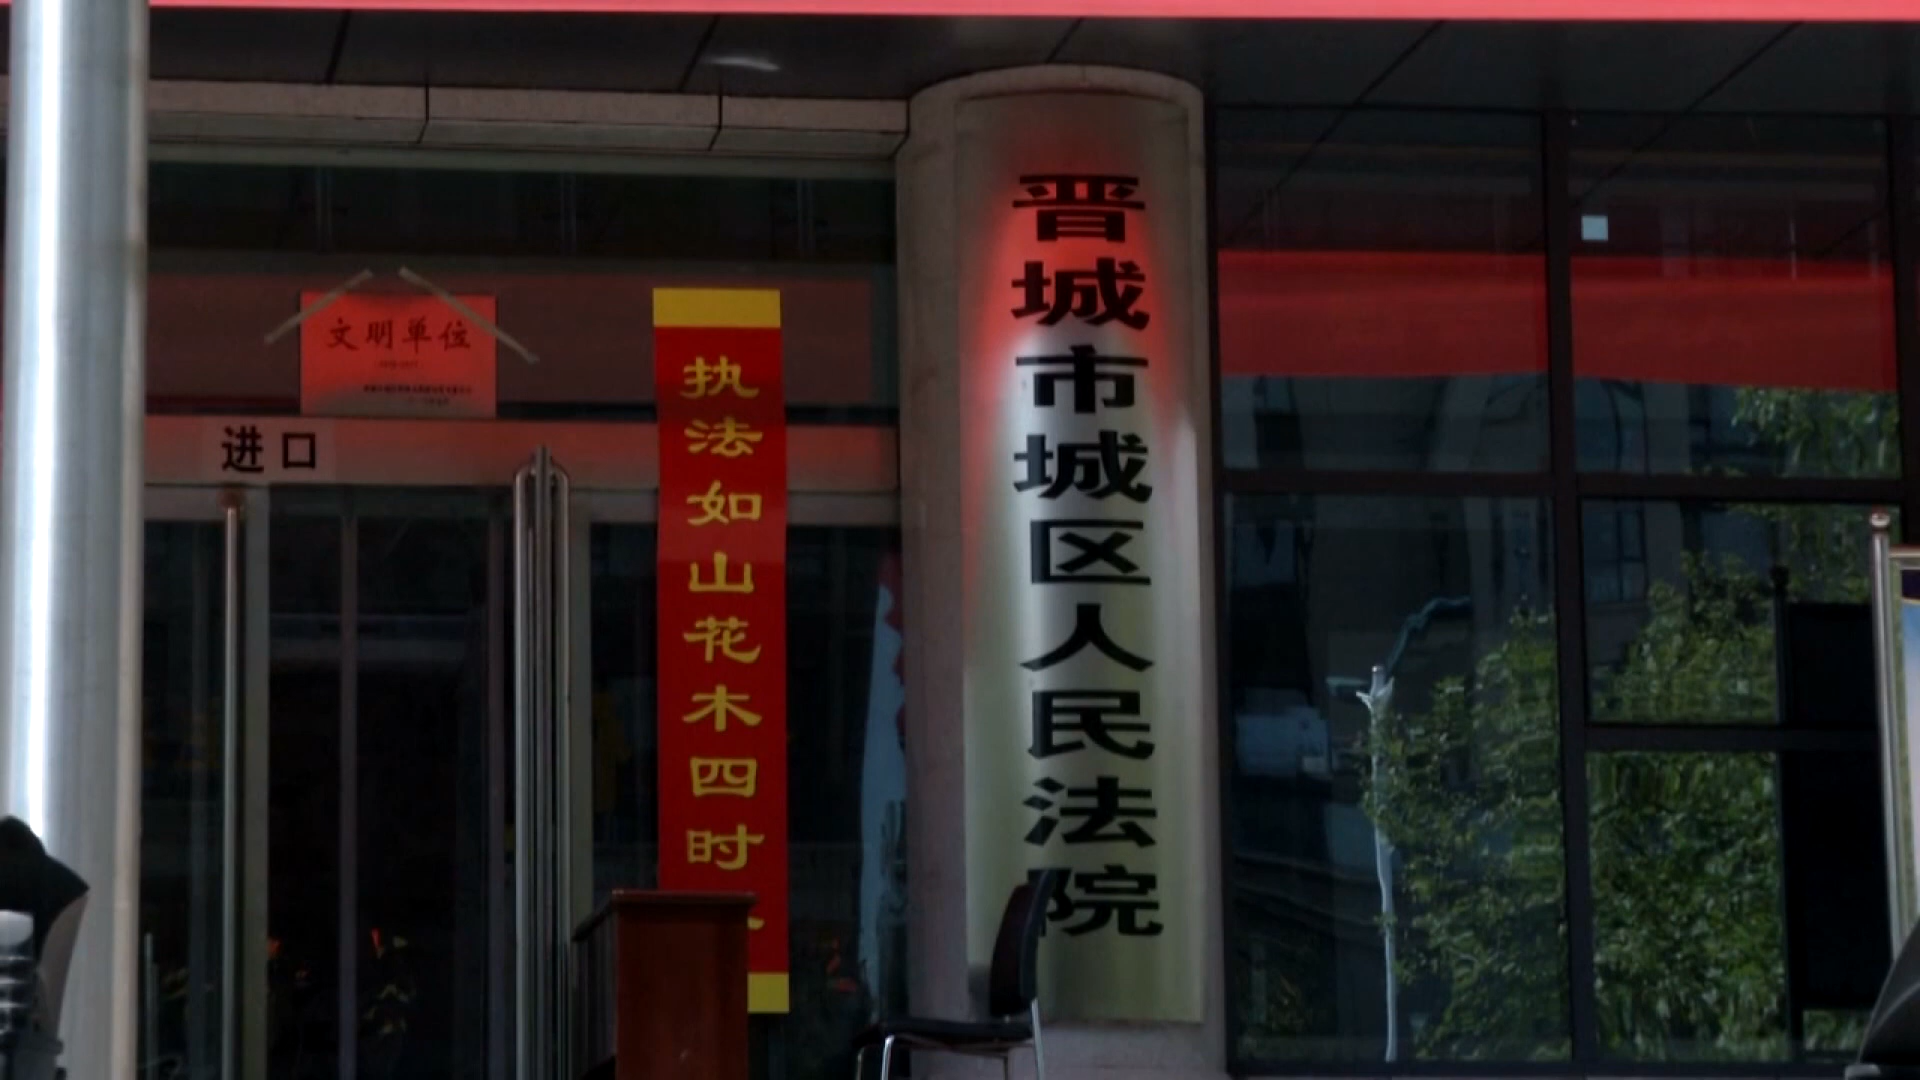 文明单位
进口
执法如山花木四时
晋城市城区人民法院